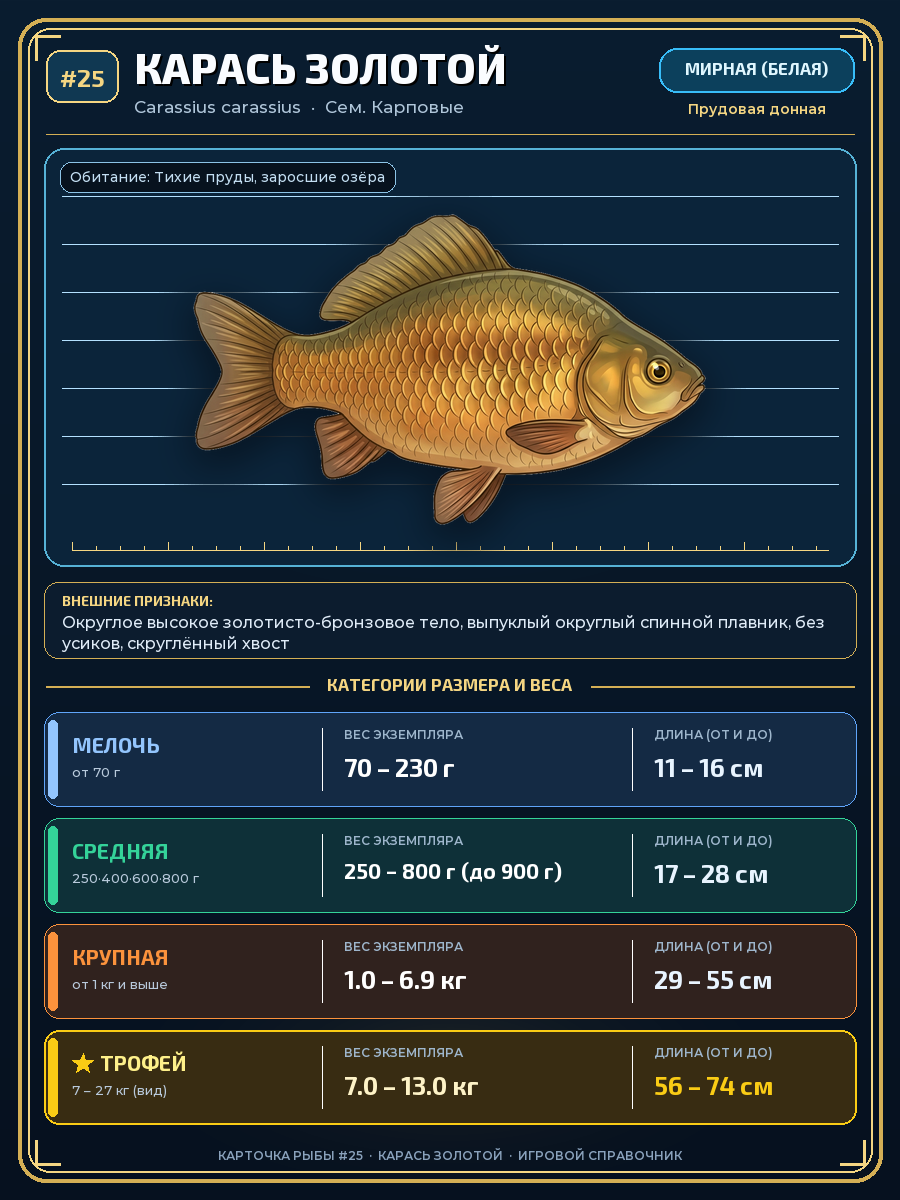 #25
КАРАСЬ ЗОЛОТОЙ
Carassius carassius · Сем. Карповые
МИРНАЯ (БЕЛАЯ)
Прудовая донная
Обитание: Тихие пруды, заросшие озёра
ВНЕШНИЕ ПРИЗНАКИ:
Округлое высокое золотисто-бронзовое тело, выпуклый округлый спинной плавник, без
усиков, скруглённый хвост
КАТЕГОРИИ РАЗМЕРА И ВЕСА
МЕЛОЧЬ
от 70 г
ВЕС ЭКЗЕМПЛЯРА
70 – 230 г
ДЛИНА (ОТ И ДО)
11 – 16 см
СРЕДНЯЯ
250·400·600·800 г
ВЕС ЭКЗЕМПЛЯРА
250 – 800 г (до 900 г)
ДЛИНА (ОТ И ДО)
17 – 28 см
КРУПНАЯ
от 1 кг и выше
ВЕС ЭКЗЕМПЛЯРА
1.0 – 6.9 кг
ДЛИНА (ОТ И ДО)
29 – 55 см
★ ТРОФЕЙ
7 – 27 кг (вид)
ВЕС ЭКЗЕМПЛЯРА
7.0 – 13.0 кг
ДЛИНА (ОТ И ДО)
56 – 74 см
КАРТОЧКА РЫБЫ #25 · КАРАСЬ ЗОЛОТОЙ · ИГРОВОЙ СПРАВОЧНИК